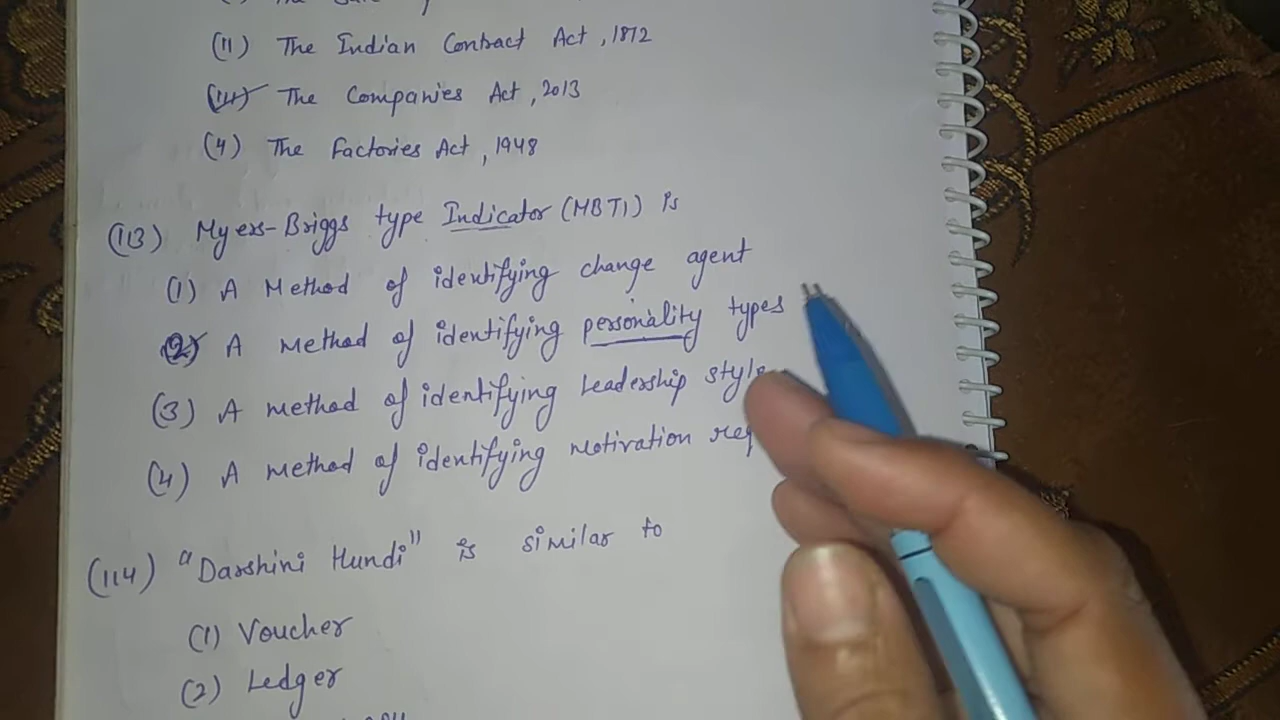 (11) The Indian Contract Act, 1872
(111) The Companies Act, 2013
(4) The Factories Act, 1948
(113) Myers-Briggs type Indicator (MBTI) is
(1) A Method of identifying change agent
(2) A method of identifying personality types
(3) A method of identifying Leadership style
(4) A method of identifying motivation req
(114) "Darshini Hundi" is similar to
(1) Voucher
(2) Ledger